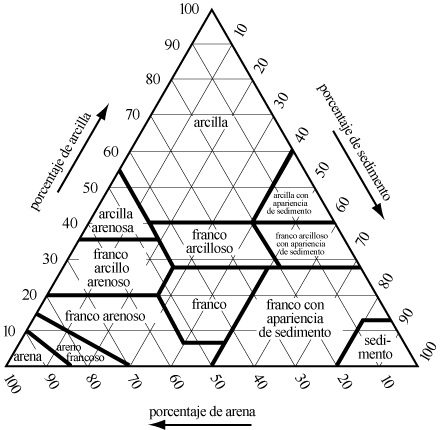 100
90
80
70
60
50
40
30
20
10
10
20
30
40
50
60
70
80
90
100
100
90
80
70
60
50
40
30
20
10
porcentaje de arcilla
porcentaje de sedimento
porcentaje de arena
arcilla
arcilla con
apariencia
de sedimento
arcilla
arenosa
franco
arcilloso
franco arcilloso
con apariencia
de sedimento
franco
arcillo
arenoso
franco arenoso
franco
franco con
apariencia
de sedimento
arena
areno
francoso
sedi-
mento